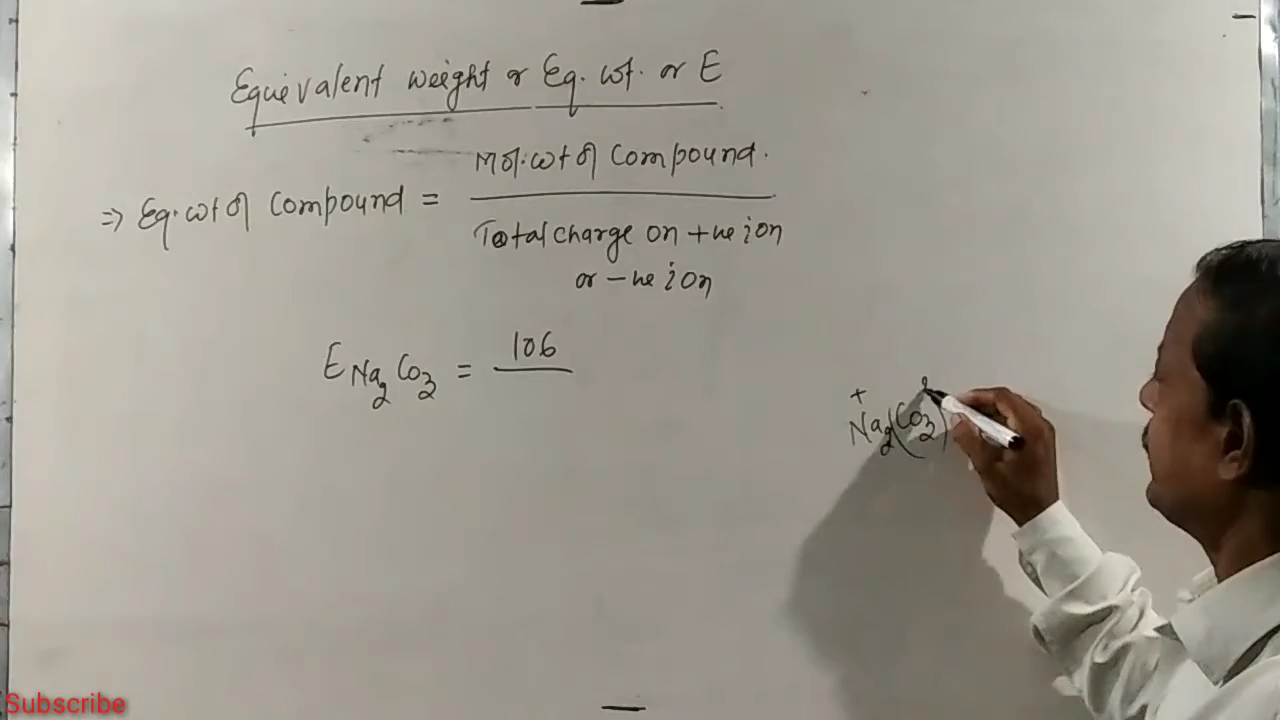 Equivalent weight or Eq. wt. or E
Mol. wt of Compound.
⇒ Eq. wt of Compound = 
Total charge on +ve ion
or -ve ion
E Na2Co3 = 106
+ 2
Na2(Co3)
Subscribe